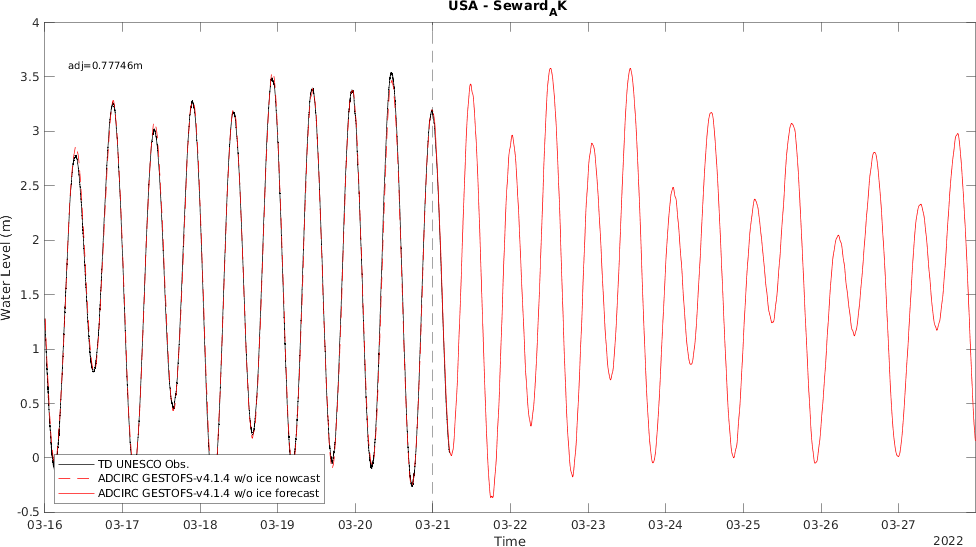 USA - Seward_AK
4
3.5
3
2.5
2
1.5
1
0.5
0
-0.5
Water Level (m)
adj=0.77746m
TD UNESCO Obs.
ADCIRC GESTOFS-v4.1.4 w/o ice nowcast
ADCIRC GESTOFS-v4.1.4 w/o ice forecast
03-16 03-17 03-18 03-19 03-20 03-21 03-22 03-23 03-24 03-25 03-26 03-27
Time
2022